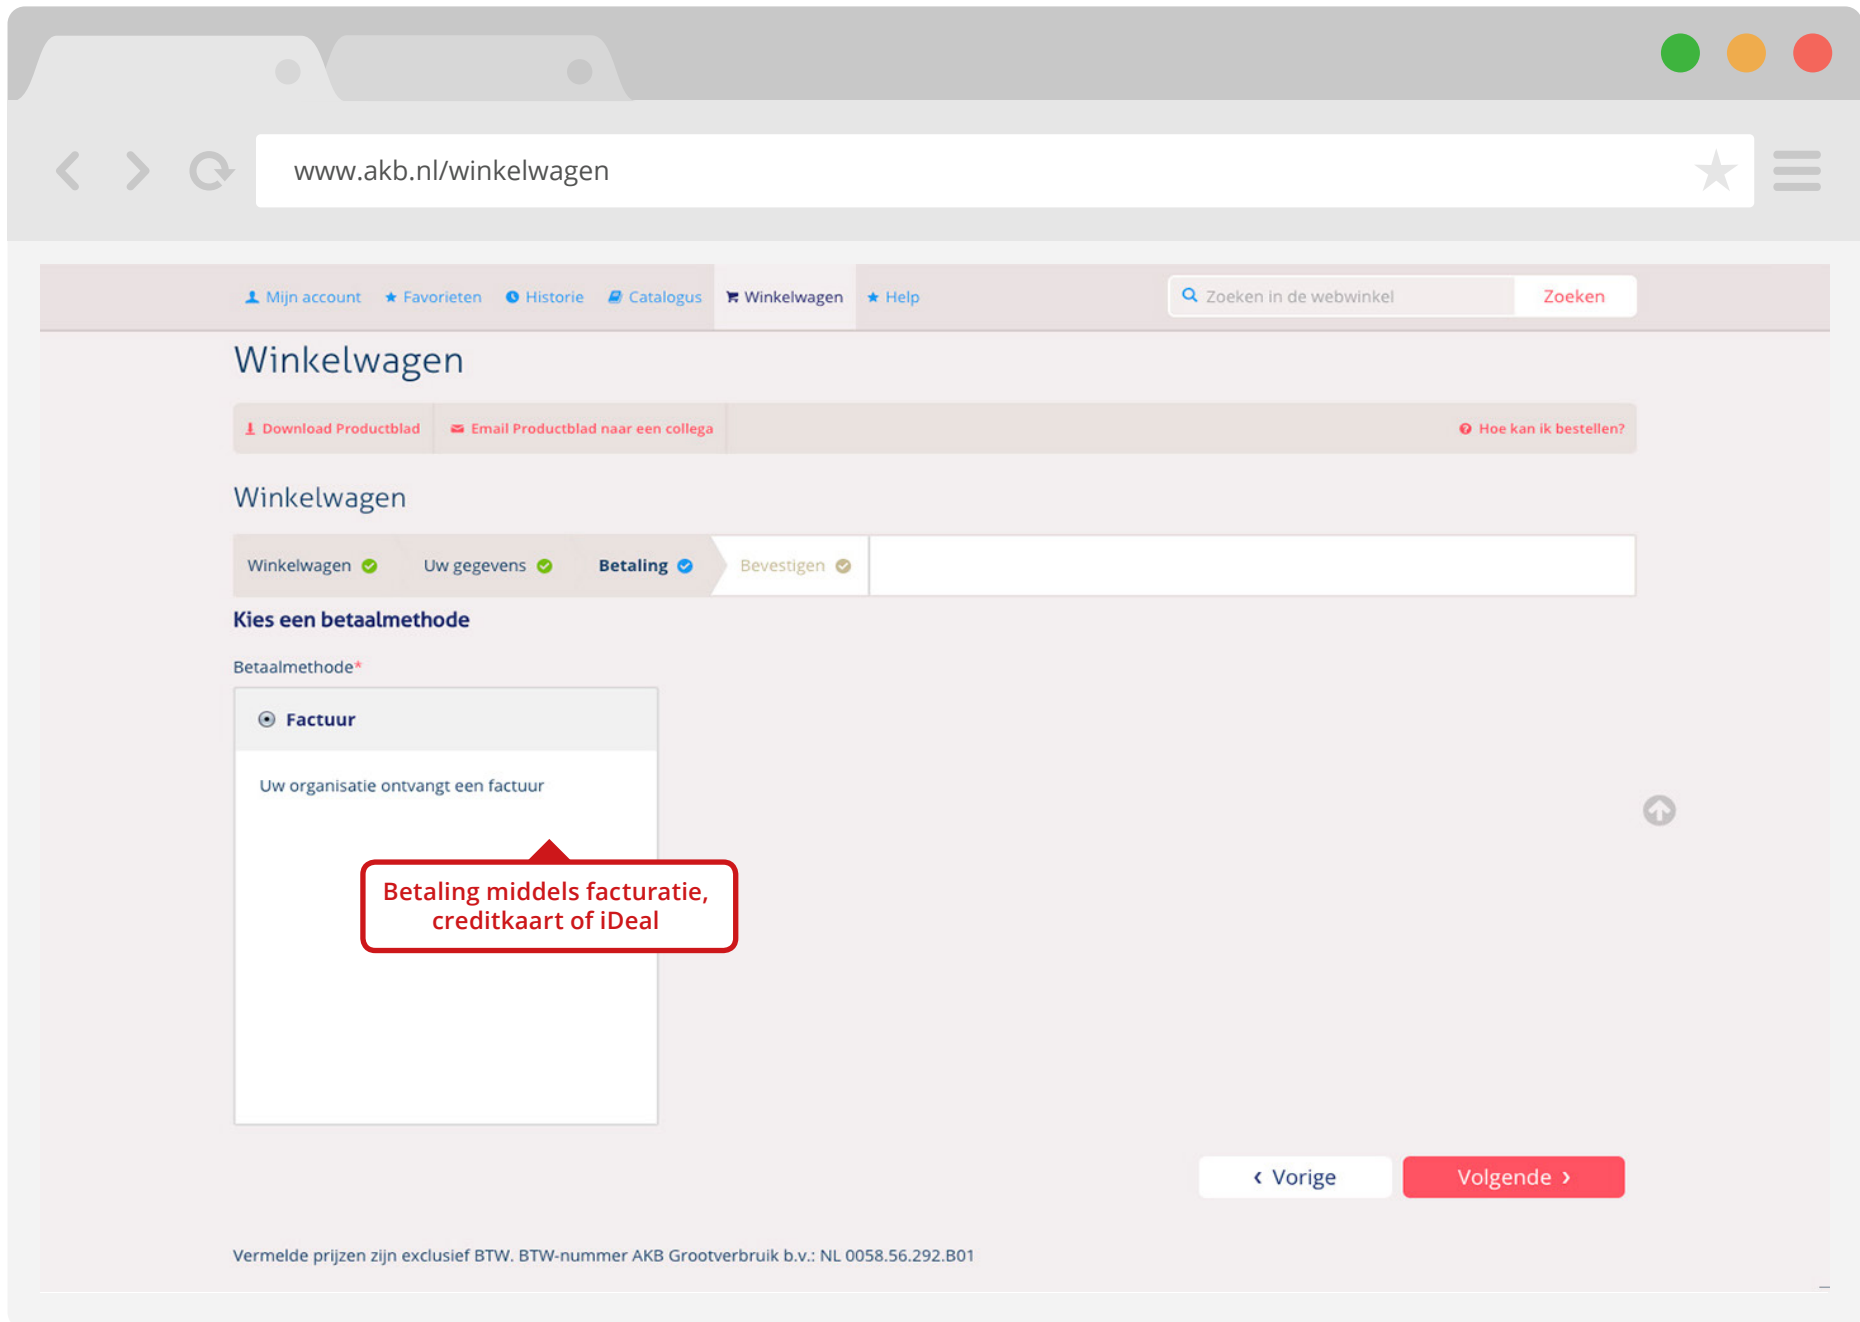 www.akb.nl/winkelwagen
Mijn account Favorieten Historie Catalogus Winkelwagen Help Zoeken in de webwinkel Zoeken
Winkelwagen
Download Productblad Email Productblad naar een collega Hoe kan ik bestellen?
Winkelwagen
Winkelwagen Uw gegevens Betaling Bevestigen
Kies een betaalmethode
Betaalmethode*
Factuur
Uw organisatie ontvangt een factuur
Betaling middels facturatie,
creditkaart of iDeal
‹ Vorige Volgende ›
Vermelde prijzen zijn exclusief BTW. BTW-nummer AKB Grootverbruik b.v.: NL 0058.56.292.B01